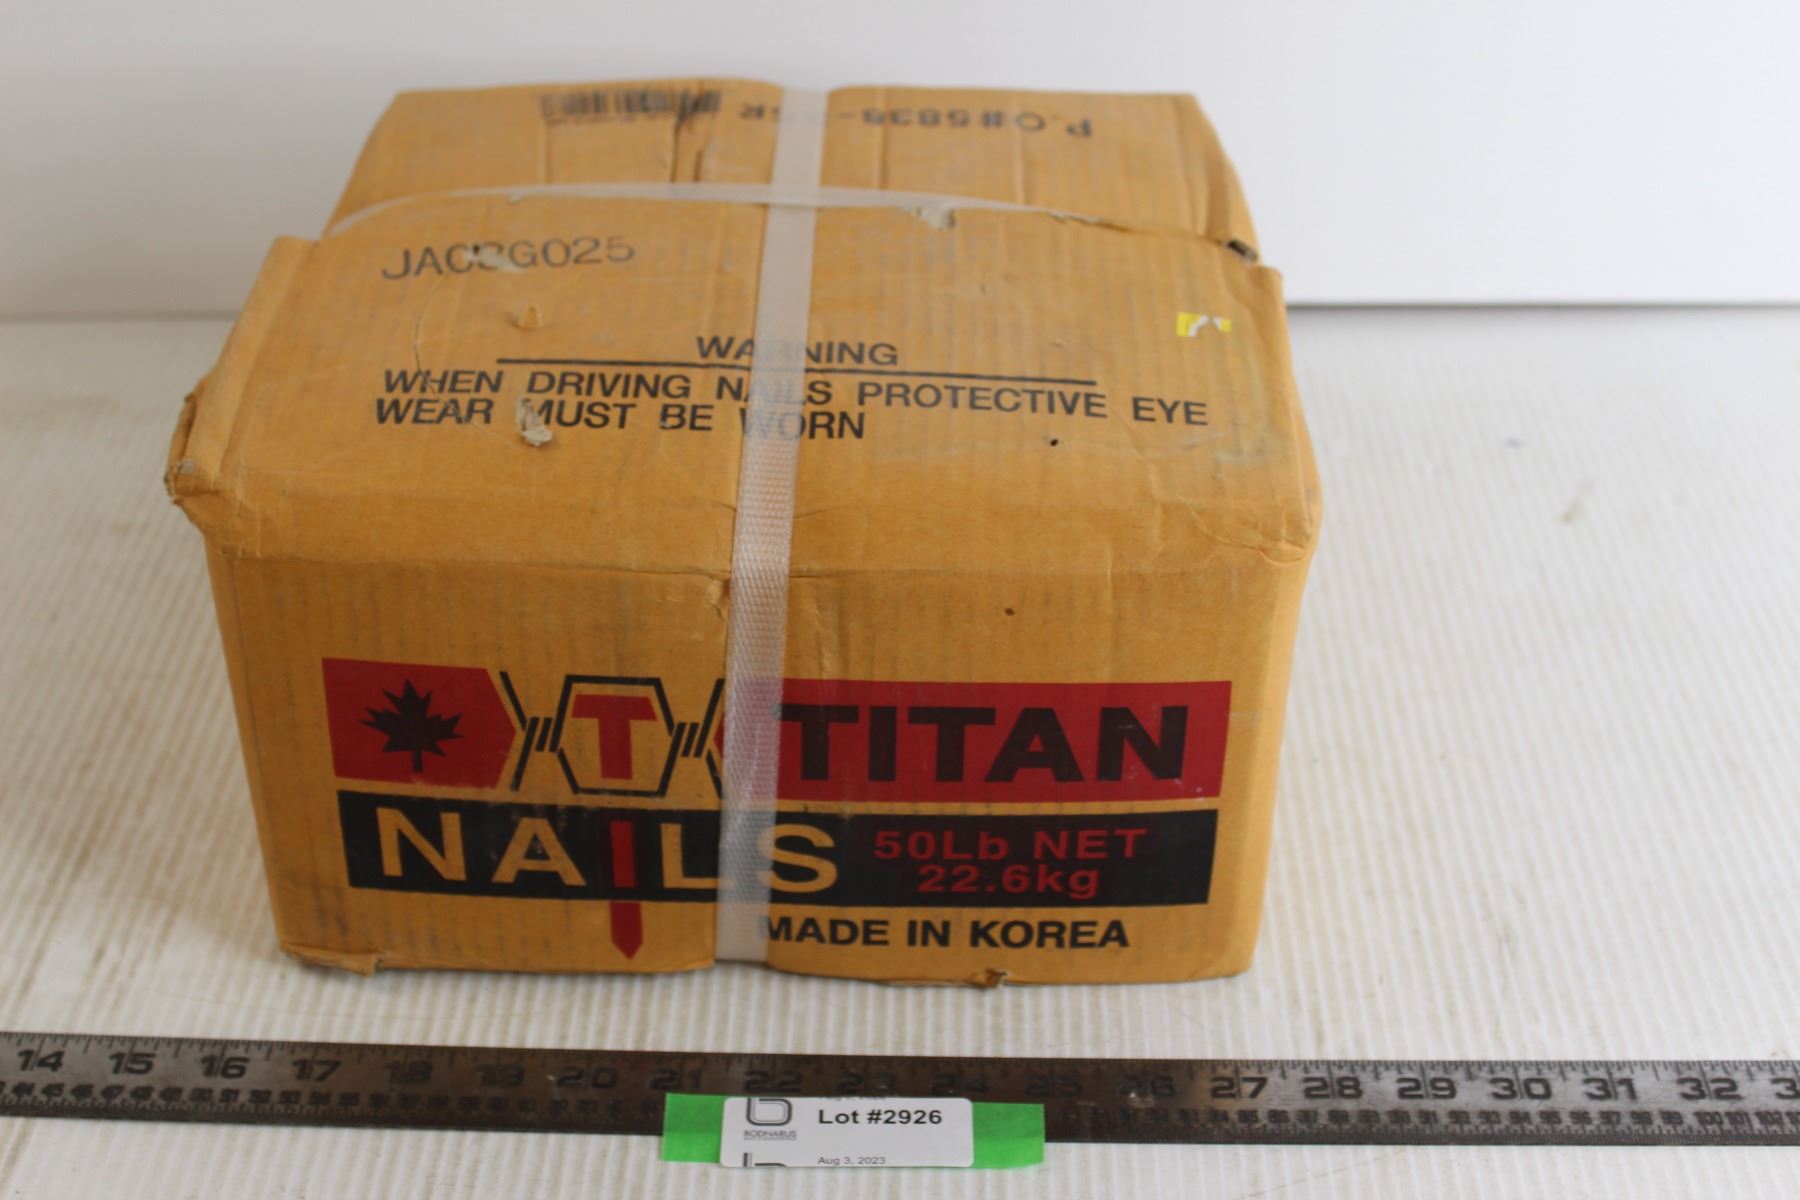 P.O#5838-
JAC3G025
WARNING
WHEN DRIVING NAILS PROTECTIVE EYE
WEAR MUST BE WORN
T TITAN
NAILS 50Lb NET
22.6kg
MADE IN KOREA
14 15 16 17 18 19 20 21 22 23 24 25 26 27 28 29 30 31 32
BODNARUS
Lot #2926
Aug 3, 2023